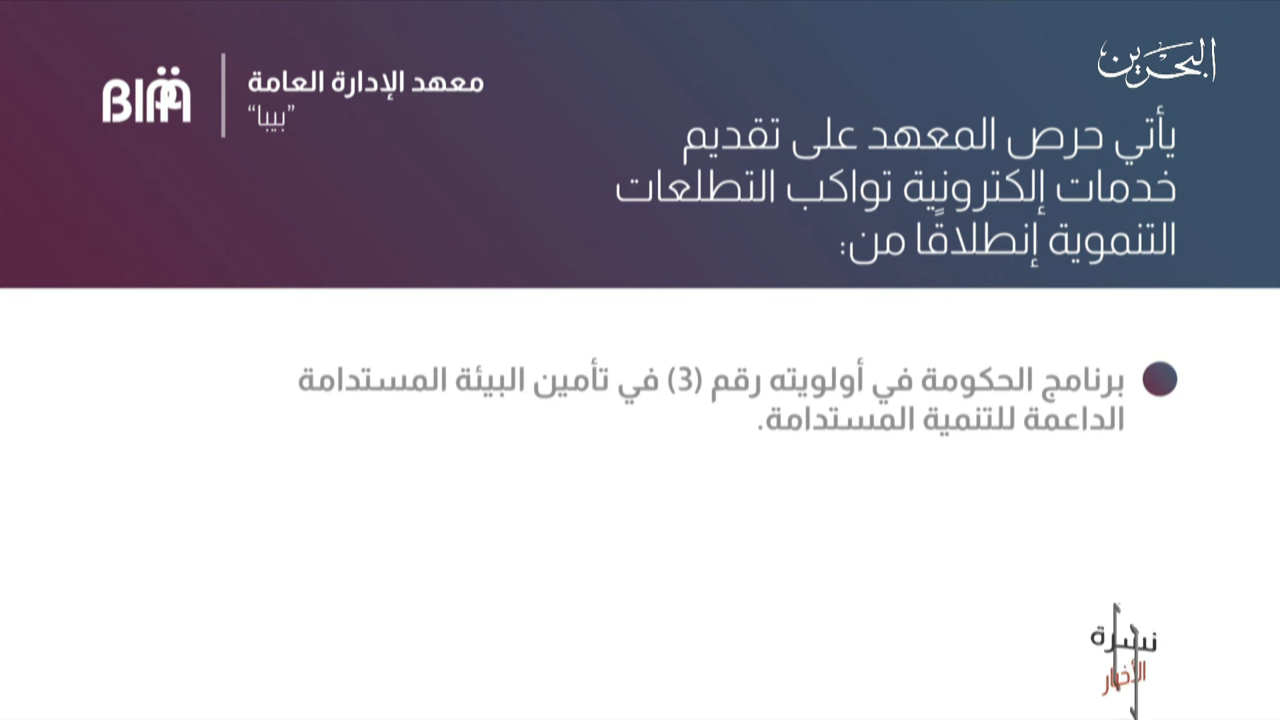 البحرين
معهد الإدارة العامة
"بيبا"
BIPA
يأتي حرص المعهد على تقديم
خدمات إلكترونية تواكب التطلعات
التنموية إنطلاقًا من:
برنامج الحكومة في أولويته رقم (3) في تأمين البيئة المستدامة
الداعمة للتنمية المستدامة.
نشرة
الأخبار